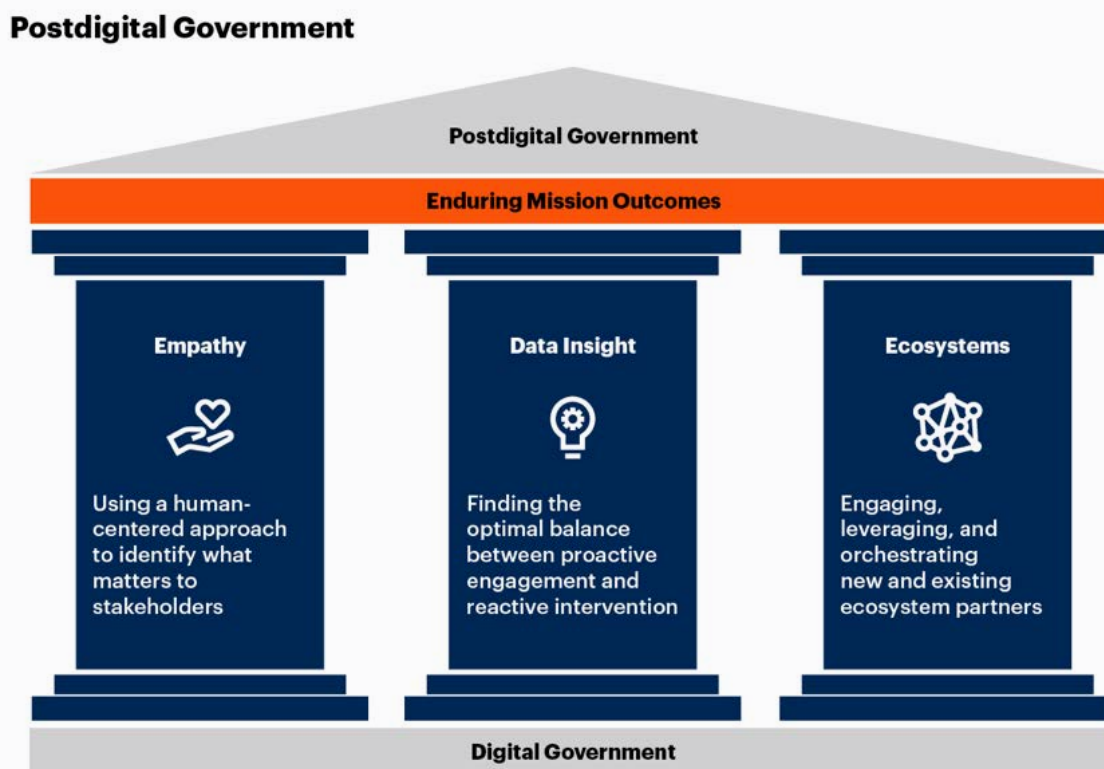 Postdigital Government
Postdigital Government
Enduring Mission Outcomes
Empathy
Using a human-
centered approach
to identify what
matters to
stakeholders
Data Insight
Finding the
optimal balance
between proactive
engagement and
reactive intervention
Ecosystems
Engaging,
leveraging, and
orchestrating
new and existing
ecosystem partners
Digital Government